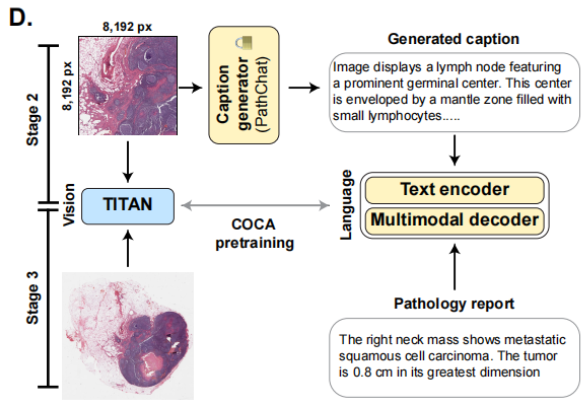 D.
8,192 px
8,192 px
Stage 2
Caption
generator
(PathChat)
Generated caption
Image displays a lymph node featuring
a prominent germinal center. This center
is enveloped by a mantle zone filled with
small lymphocytes.....
Vision
TITAN
COCA
pretraining
Language
Text encoder
Multimodal decoder
Stage 3
Pathology report
The right neck mass shows metastatic
squamous cell carcinoma. The tumor
is 0.8 cm in its greatest dimension